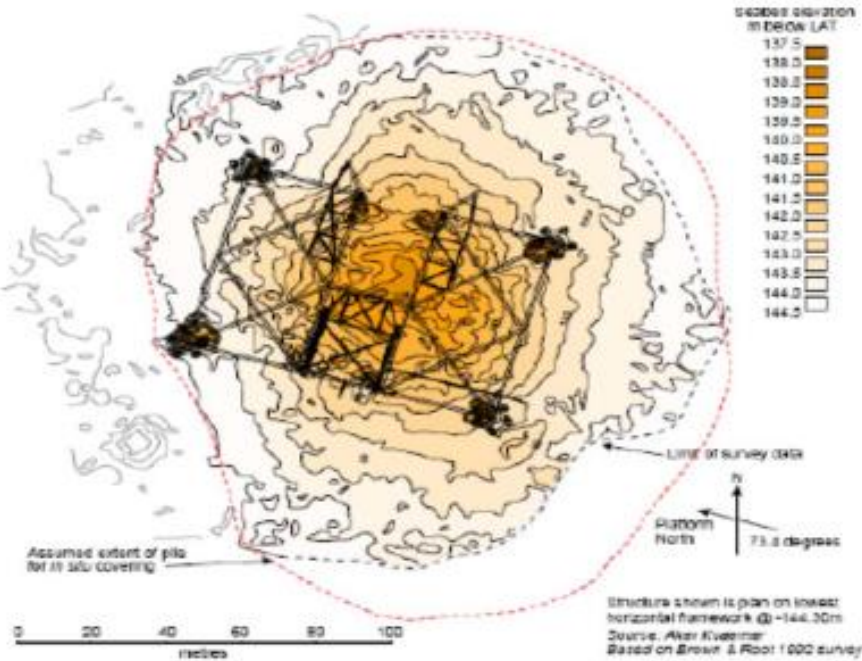 Seabed elevation
m below LAT
137.5
138.0
138.5
139.0
139.5
140.0
140.5
141.0
141.5
142.0
142.5
143.0
143.5
144.0
144.5
Limit of survey data
N
Platform
North
73.4 degrees
Assumed extent of pile
for in situ covering
0 20 40 60 80 100
metres
Structure shown is plan on lowest
horizontal framework @ -144.30m
Source: Aker Kvaerner
Based on Brown & Root 1992 survey